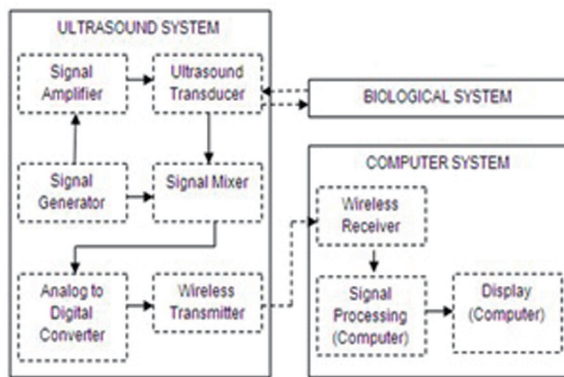 ULTRASOUND SYSTEM
Signal
Amplifier
Ultrasound
Transducer
Signal
Generator
Signal Mixer
Analog to
Digital
Converter
Wireless
Transmitter
BIOLOGICAL SYSTEM
COMPUTER SYSTEM
Wireless
Receiver
Signal
Processing
(Computer)
Display
(Computer)